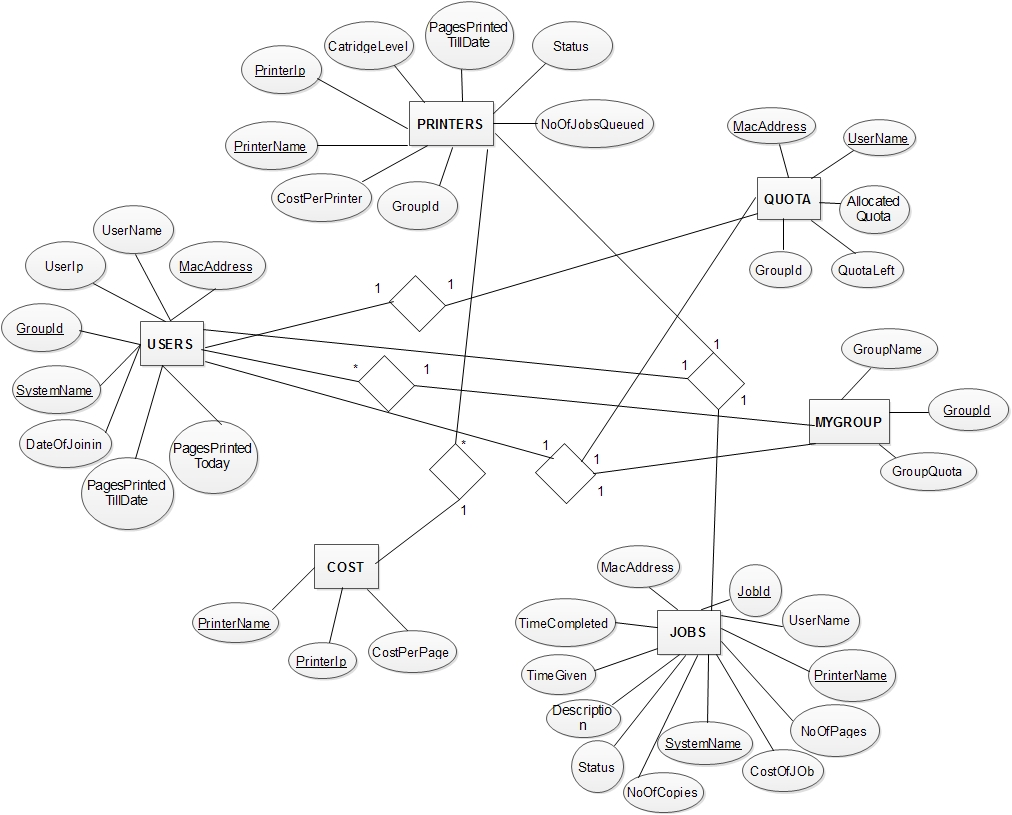 PagesPrinted
TillDate
CatridgeLevel
Status
PrinterIp
PRINTERS
NoOfJobsQueued
PrinterName
CostPerPrinter
GroupId
MacAddress
UserName
QUOTA
Allocated
Quota
GroupId
QuotaLeft
UserName
UserIp
MacAddress
GroupId
USERS
SystemName
DateOfJoinin
PagesPrinted
Today
PagesPrinted
TillDate
1
1
*
1
1
1
1
1
1
1
*
1
GroupName
MYGROUP
GroupId
GroupQuota
COST
PrinterName
PrinterIp
CostPerPage
MacAddress
JobId
TimeCompleted
JOBS
UserName
TimeGiven
PrinterName
Descriptio
n
NoOfPages
SystemName
Status
CostOfJOb
NoOfCopies